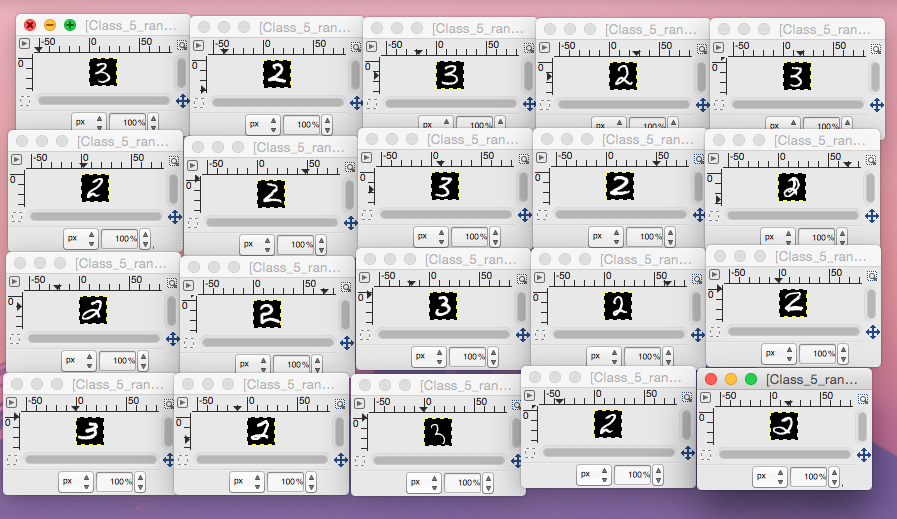 [Class_5_ran… [Class_5_ran… [Class_5_ran… [Class_5_ran… [Class_5_ran…
-50 0 50 -50 0 50 -50 0 50 -50 0 50 -50 0 50
0 3 0 2 0 3 0 2 0 3
px 100% px 100% px 100% px 100% px 100%
[Class_5_ran… [Class_5_ran… [Class_5_ran… [Class_5_ran… [Class_5_ran…
-50 0 50 -50 0 50 -50 0 50 -50 0 50 -50 0 50
0 2 0 2 0 3 0 2 0 2
px 100% px 100% px 100% px 100% px 100%
[Class_5_ran… [Class_5_ran… [Class_5_ran… [Class_5_ran… [Class_5_ran…
-50 0 50 -50 0 50 -50 0 50 -50 0 50 -50 0 50
0 2 0 2 0 3 0 2 0 2
px 100% px 100% px 100% px 100% px 100%
[Class_5_ran… [Class_5_ran… [Class_5_ran… [Class_5_ran… [Class_5_ran…
-50 0 50 -50 0 50 -50 0 50 -50 0 50 -50 0 50
0 3 0 2 0 3 0 2 0 2
px 100% px 100% px 100% px 100% px 100%